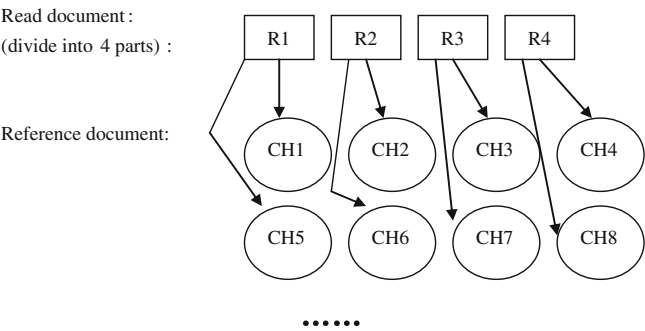 Read document:
(divide into 4 parts) :
R1 R2 R3 R4
Reference document:
CH1 CH2 CH3 CH4
CH5 CH6 CH7 CH8
......